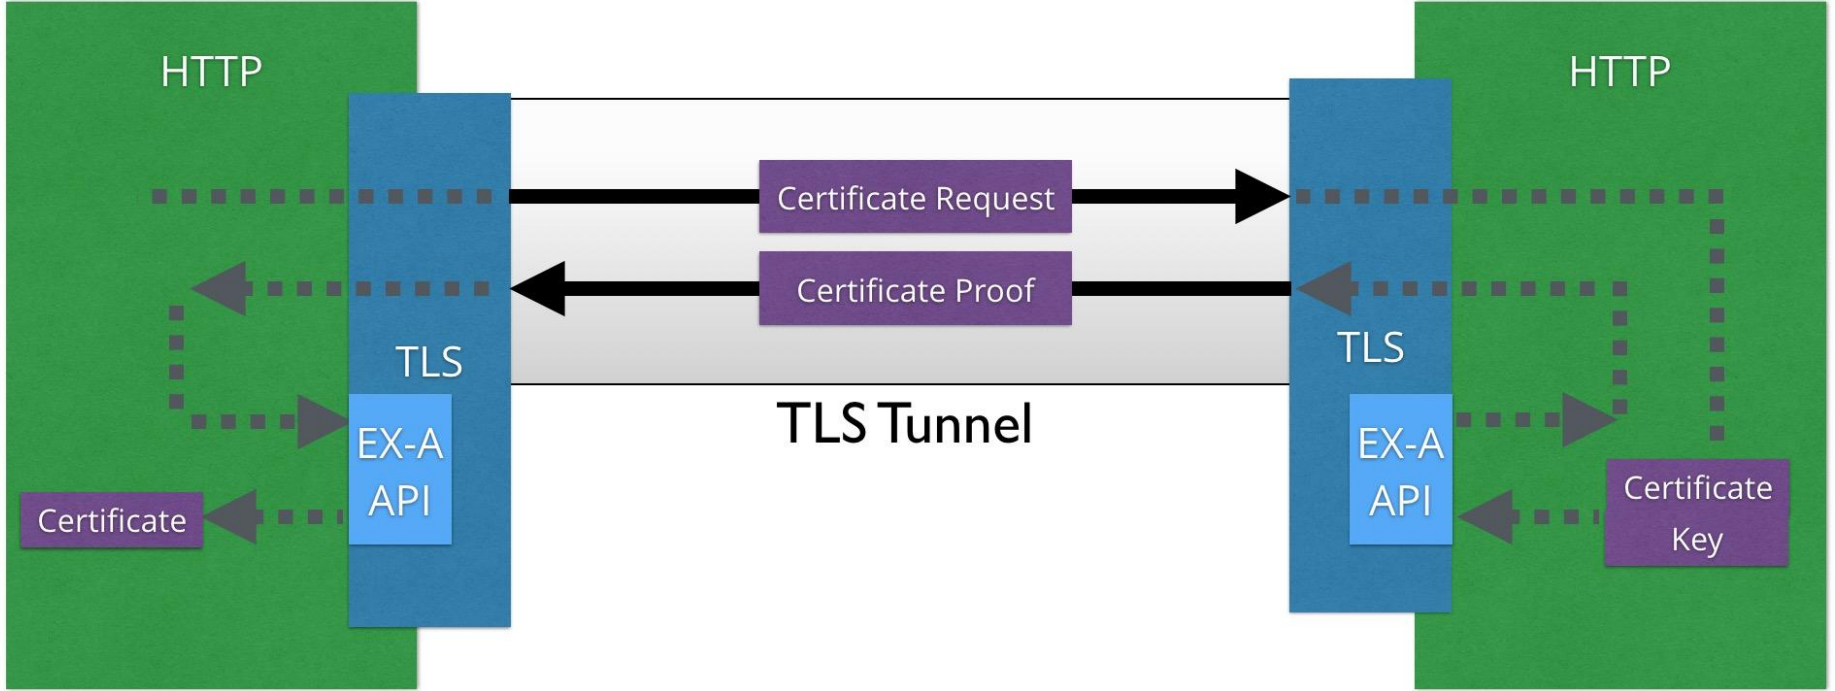 HTTP
HTTP
Certificate Request
Certificate Proof
TLS
TLS
TLS Tunnel
EX-A
API
EX-A
API
Certificate
Certificate
Key